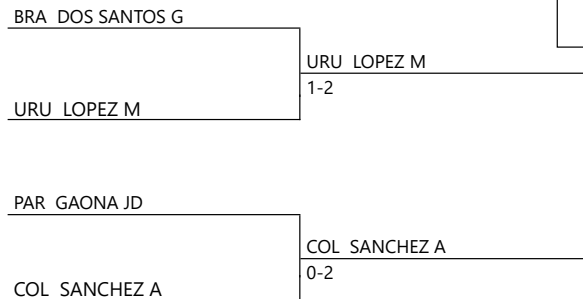 BRA DOS SANTOS G
URU LOPEZ M
1-2
URU LOPEZ M
PAR GAONA JD
COL SANCHEZ A
0-2
COL SANCHEZ A